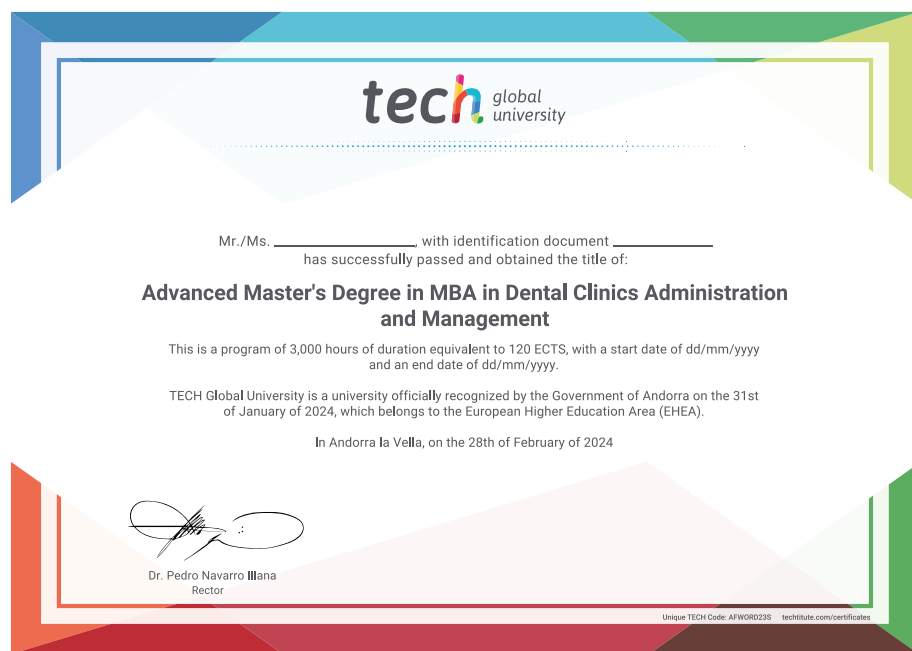 tech global
university
Mr./Ms. ____________, with identification document ____________
has successfully passed and obtained the title of:
Advanced Master's Degree in MBA in Dental Clinics Administration
and Management
This is a program of 3,000 hours of duration equivalent to 120 ECTS, with a start date of dd/mm/yyyy
and an end date of dd/mm/yyyy.
TECH Global University is a university officially recognized by the Government of Andorra on the 31st
of January of 2024, which belongs to the European Higher Education Area (EHEA).
In Andorra la Vella, on the 28th of February of 2024
Dr. Pedro Navarro Illana
Rector
Unique TECH Code: AFWORD23S techtitute.com/certificates